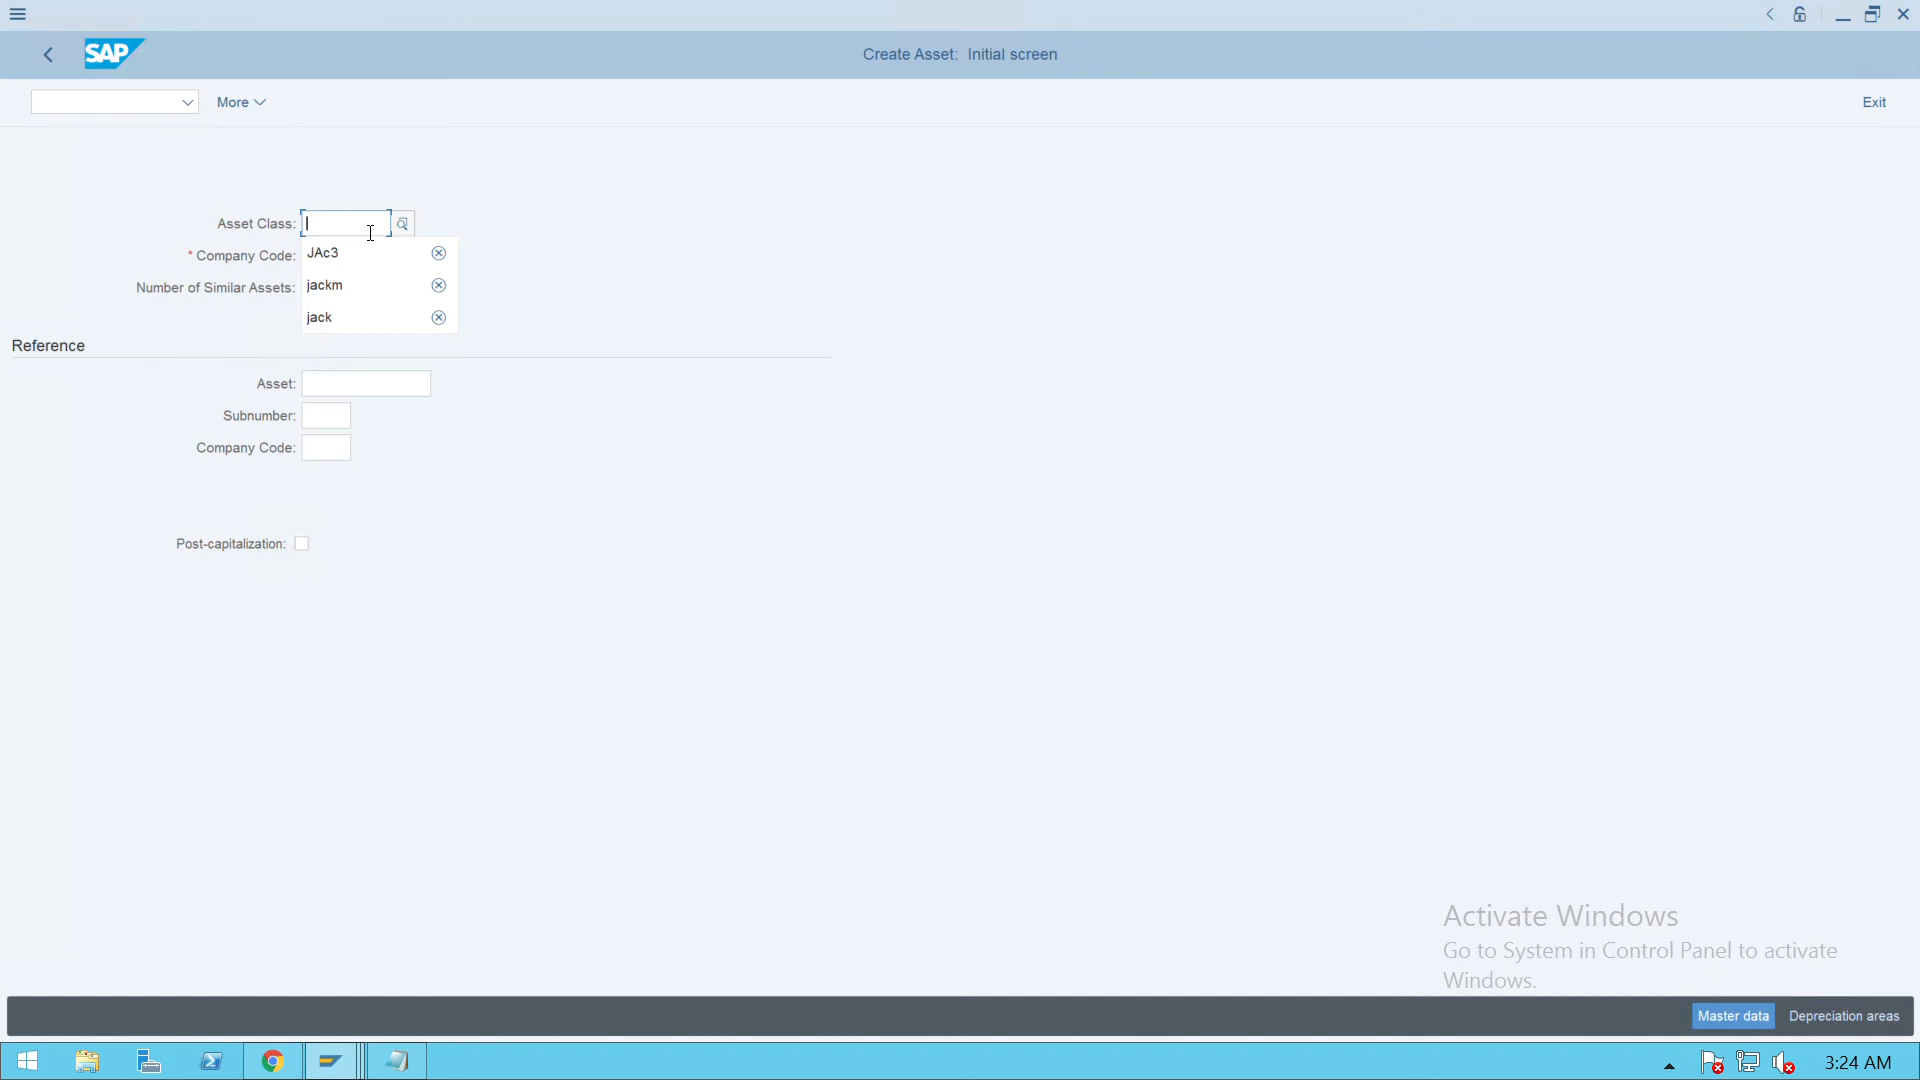 SAP
Create Asset: Initial screen
More
Exit
Asset Class:
JAc3
* Company Code:
jackm
Number of Similar Assets:
jack
Reference
Asset:
Subnumber:
Company Code:
Post-capitalization:
Activate Windows
Go to System in Control Panel to activate
Windows.
Master data
Depreciation areas
3:24 AM